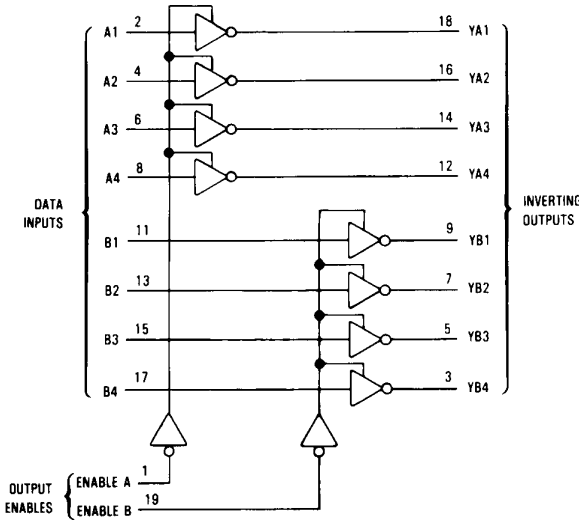 A1 2 18 YA1
A2 4 16 YA2
A3 6 14 YA3
A4 8 12 YA4
DATA
INPUTS
INVERTING
OUTPUTS
B1 11 9 YB1
B2 13 7 YB2
B3 15 5 YB3
B4 17 3 YB4
OUTPUT
ENABLES
ENABLE A 1
ENABLE B 19